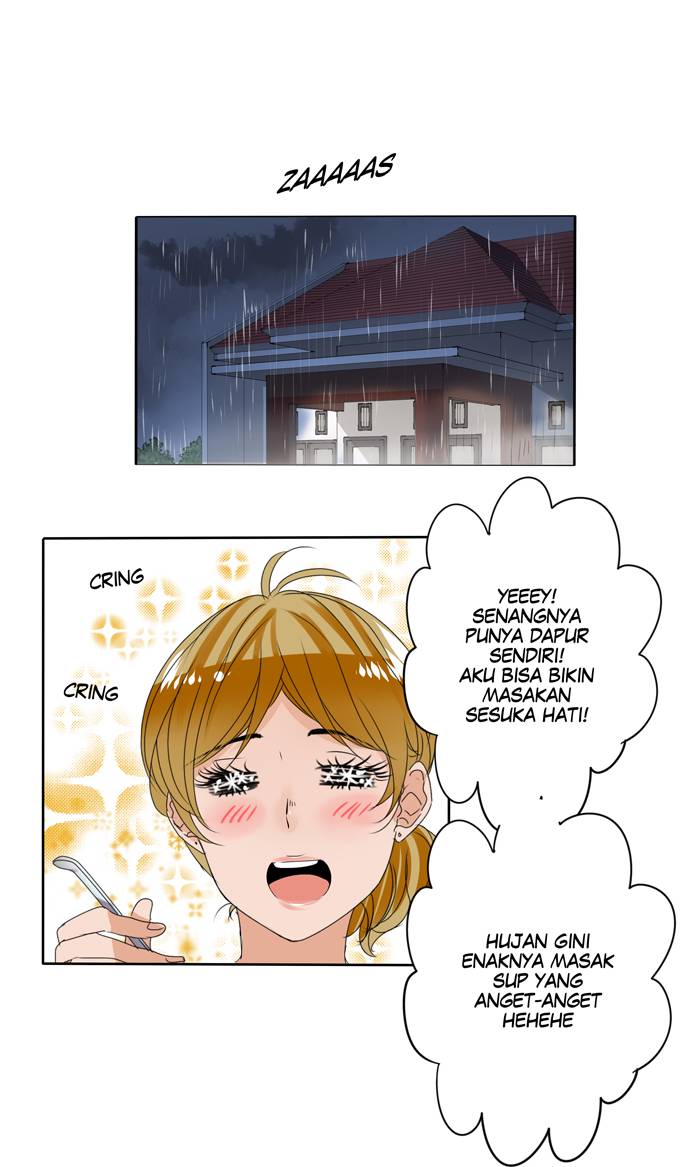 ZAAAAAS
CRING
CRING
YEEEY!
SENANGNYA
PUNYA DAPUR
SENDIRI!
AKU BISA BIKIN
MASAKAN
SESUKA HATI!
HUJAN GINI
ENAKNYA MASAK
SUP YANG
ANGET-ANGET
HEHEHE